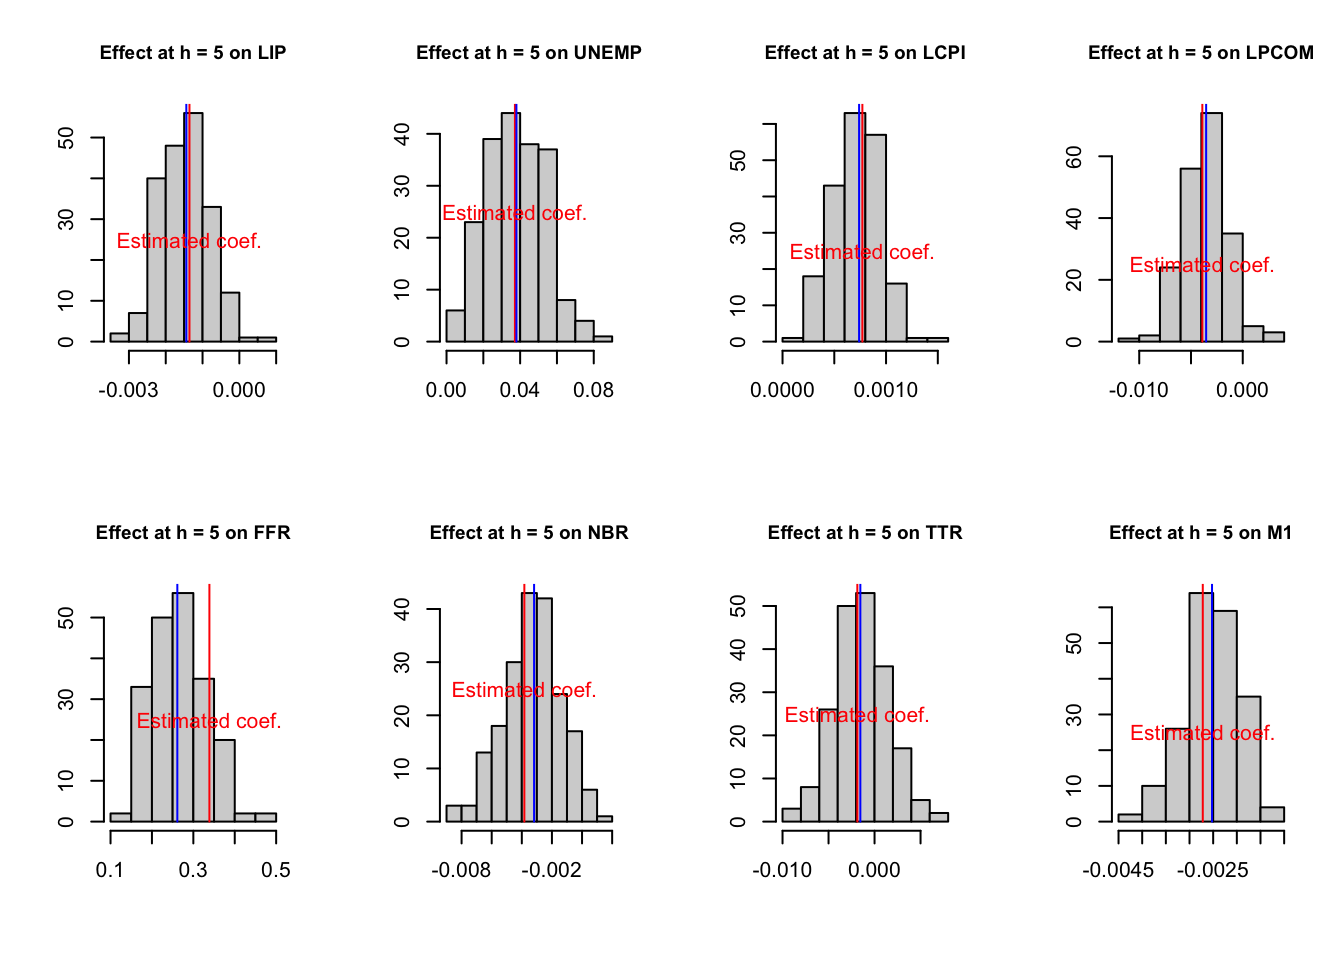 Effect at h = 5 on LIP
50
30
10
0
Estimated coef.
-0.003 0.000
Effect at h = 5 on UNEMP
40
30
20
10
0
Estimated coef.
0.00 0.04 0.08
Effect at h = 5 on LCPI
50
30
10
0
Estimated coef.
0.0000 0.0010
Effect at h = 5 on LPCOM
60
40
20
0
Estimated coef.
-0.010 0.000
Effect at h = 5 on FFR
50
30
10
0
Estimated coef.
0.1 0.3 0.5
Effect at h = 5 on NBR
40
30
20
10
0
Estimated coef.
-0.008 -0.002
Effect at h = 5 on TTR
50
40
30
20
10
0
Estimated coef.
-0.010 0.000
Effect at h = 5 on M1
50
30
10
0
Estimated coef.
-0.0045 -0.0025